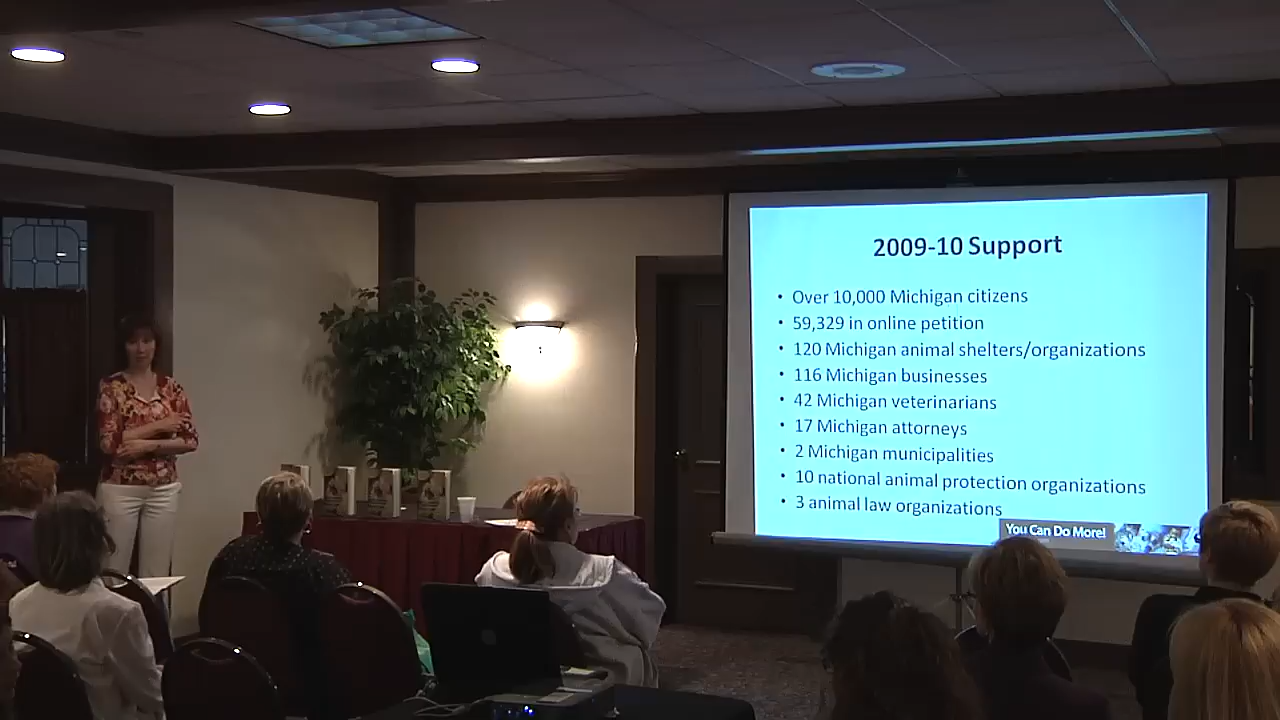 2009-10 Support
• Over 10,000 Michigan citizens
• 59,329 in online petition
• 120 Michigan animal shelters/organizations
• 116 Michigan businesses
• 42 Michigan veterinarians
• 17 Michigan attorneys
• 2 Michigan municipalities
• 10 national animal protection organizations
• 3 animal law organizations
You Can Do More!